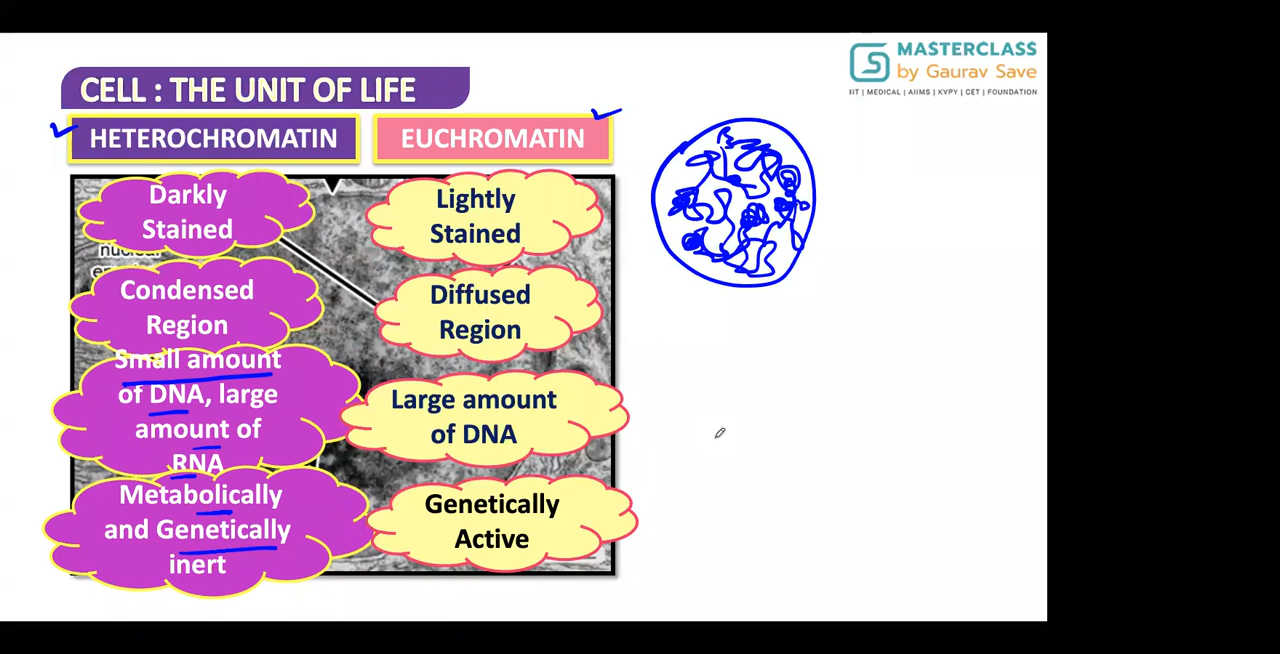 MASTERCLASS
by Gaurav Save
IIT | MEDICAL | AIIMS | KVPY | CET | FOUNDATION
CELL : THE UNIT OF LIFE
HETEROCHROMATIN
EUCHROMATIN
Darkly
Stained
Lightly
Stained
Condensed
Region
Diffused
Region
Small amount
of DNA, large
amount of
RNA
Large amount
of DNA
Metabolically
and Genetically
inert
Genetically
Active